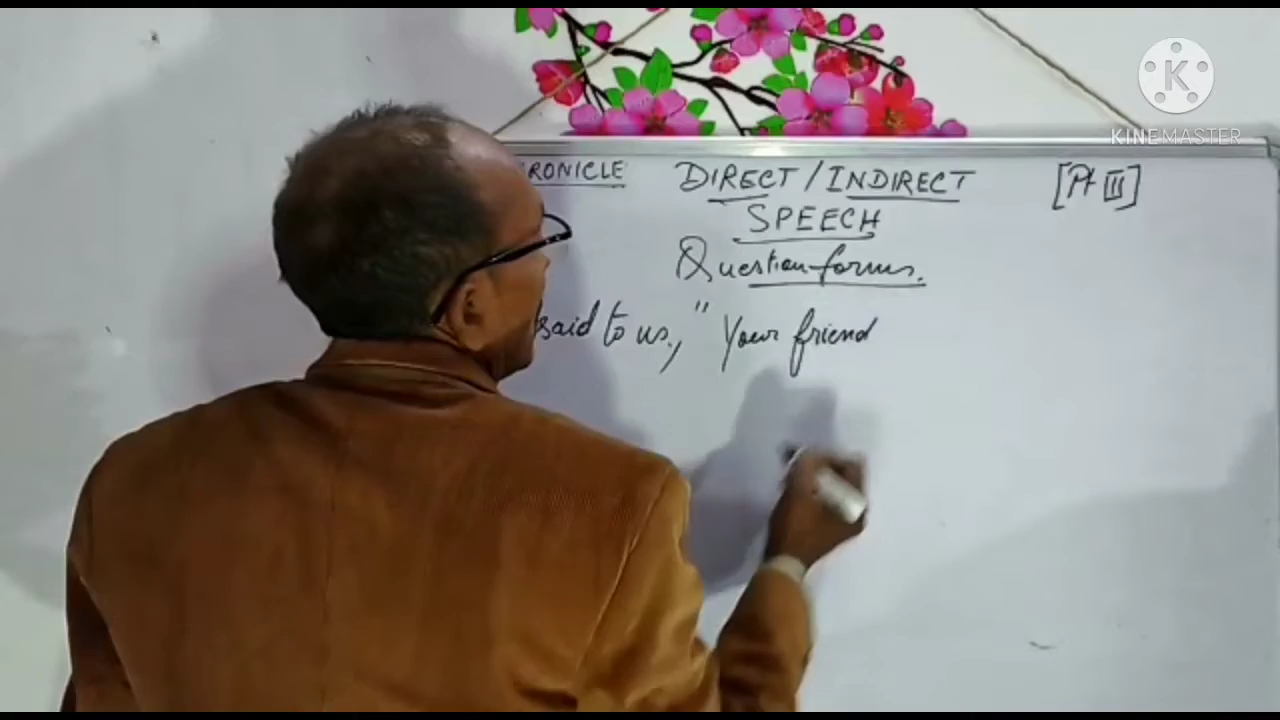 K
KINEMASTER
RONICLE DIRECT / INDIRECT [Pt III]
SPEECH
Question-forms.
said to us, " Your friend